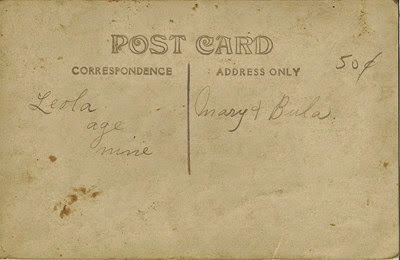 POST CARD
CORRESPONDENCE
ADDRESS ONLY
50¢
Leola
age
nine
Mary & Bula.